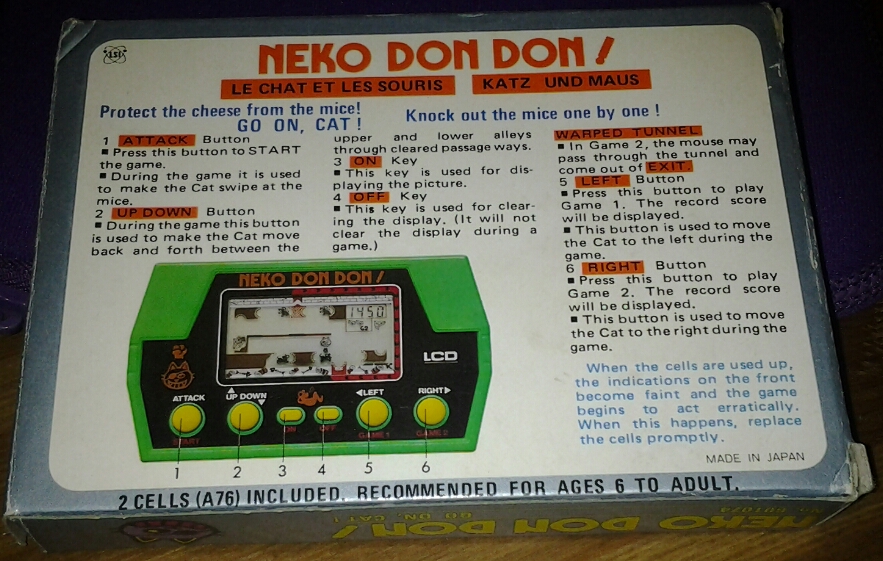 LSI
NEKO DON DON!
LE CHAT ET LES SOURIS
KATZ UND MAUS
Protect the cheese from the mice!
Knock out the mice one by one!
GO ON, CAT!
1 ATTACK Button
■ Press this button to START
the game.
■ During the game it is used
to make the Cat swipe at the
mice.
2 UP DOWN Button
■ During the game this button
is used to make the Cat move
back and forth between the
upper and lower alleys
through cleared passage ways.
3 ON Key
■ This key is used for dis-
playing the picture.
4 OFF Key
■ This key is used for clear-
ing the display. (It will not
clear the display during a
game.)
WARPED TUNNEL
■ In Game 2, the mouse may
pass through the tunnel and
come out of EXIT.
5 LEFT Button
■ Press this button to play
Game 1. The record score
will be displayed.
■ This button is used to move
the Cat to the left during the
game.
6 RIGHT Button
■ Press this button to play
Game 2. The record score
will be displayed.
■ This button is used to move
the Cat to the right during the
game.
When the cells are used up,
the indications on the front
become faint and the game
begins to act erratically.
When this happens, replace
the cells promptly.
MADE IN JAPAN
NEKO DON DON!
1450
LCD
ATTACK
START
▲
UP DOWN
▼
ON
OFF
◀LEFT
GAME 1
RIGHT▶
GAME 2
1 2 3 4 5 6
2 CELLS (A76) INCLUDED. RECOMMENDED FOR AGES 6 TO ADULT.
NEKO DON DON!
GO ON, CAT!